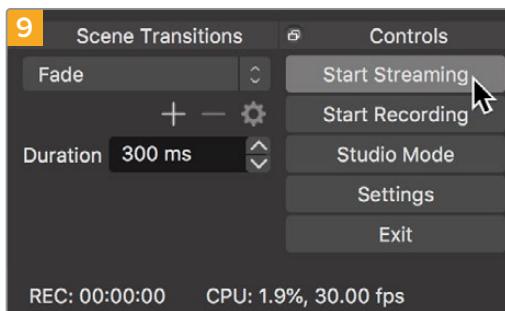 9
Scene Transitions
Controls
Fade
Start Streaming
Start Recording
Duration 300 ms
Studio Mode
Settings
Exit
REC: 00:00:00 CPU: 1.9%, 30.00 fps